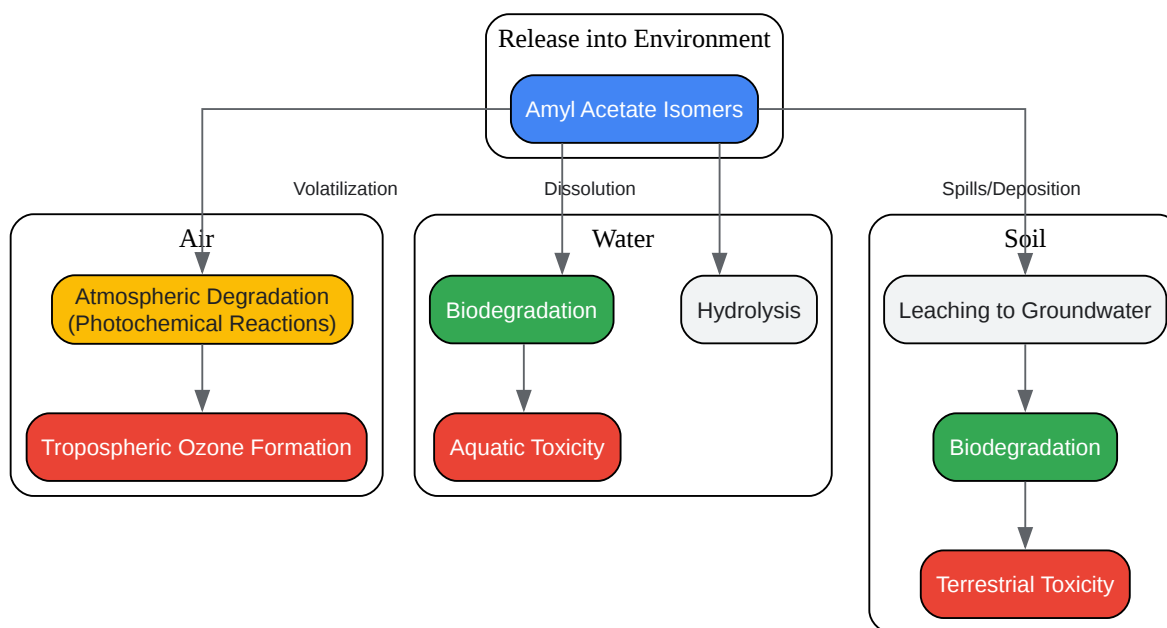 Release into Environment
Amyl Acetate Isomers
Volatilization
Dissolution
Spills/Deposition
Air
Atmospheric Degradation
(Photochemical Reactions)
Tropospheric Ozone Formation
Water
Biodegradation
Hydrolysis
Aquatic Toxicity
Soil
Leaching to Groundwater
Biodegradation
Terrestrial Toxicity